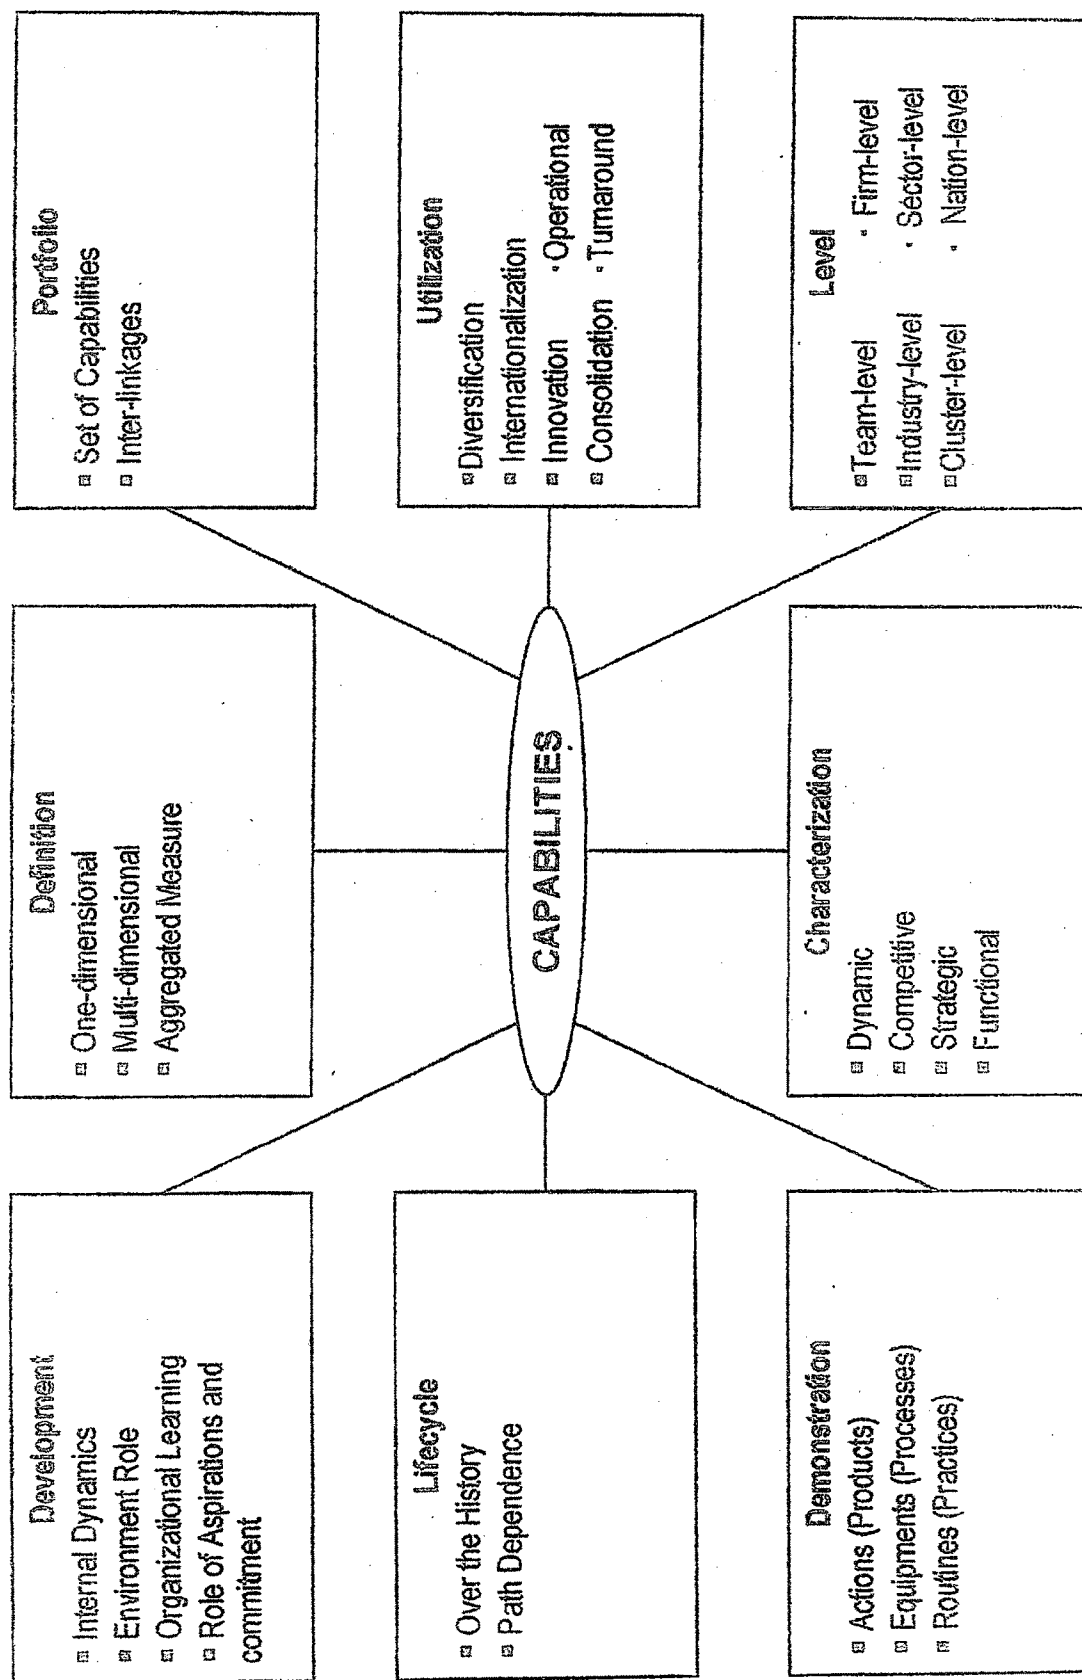 Development
Internal Dynamics
Environment Role
Organizational Learning
Role of Aspirations and
commitment
Definition
One-dimensional
Multi-dimensional
Aggregated Measure
Portfolio
Set of Capabilities
Inter-linkages
Lifecycle
Over the History
Path Dependence
CAPABILITIES
Utilization
Diversification
Internationalization
Innovation · Operational
Consolidation · Turnaround
Demonstration
Actions (Products)
Equipments (Processes)
Routines (Practices)
Characterization
Dynamic
Competitive
Strategic
Functional
Level
Team-level · Firm-level
Industry-level · Sector-level
Cluster-level · Nation-level